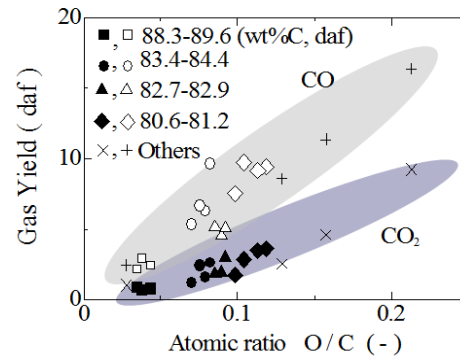 20
10
0
Gas Yield ( daf )
■ , □ 88.3-89.6 (wt%C, daf)
● , ○ 83.4-84.4
▲ , △ 82.7-82.9
◆ , ◇ 80.6-81.2
× , + Others
CO
CO₂
0 0.1 0.2
Atomic ratio O / C ( - )